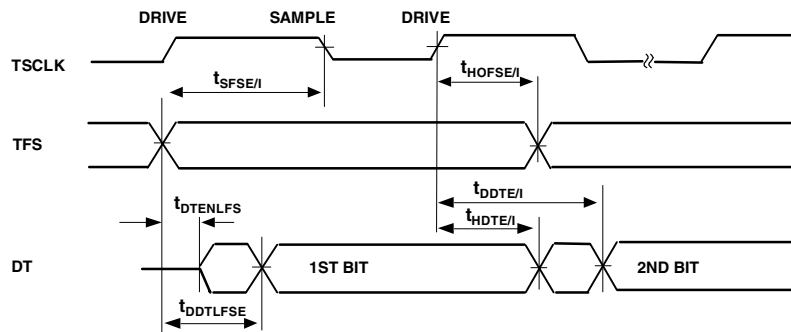 DRIVE SAMPLE DRIVE
TSCLK
tSFSE/I tHOFSE/I
TFS
tDDTE/I
tDTENLFS tHDTE/I
DT 1ST BIT 2ND BIT
tDDTLFSE